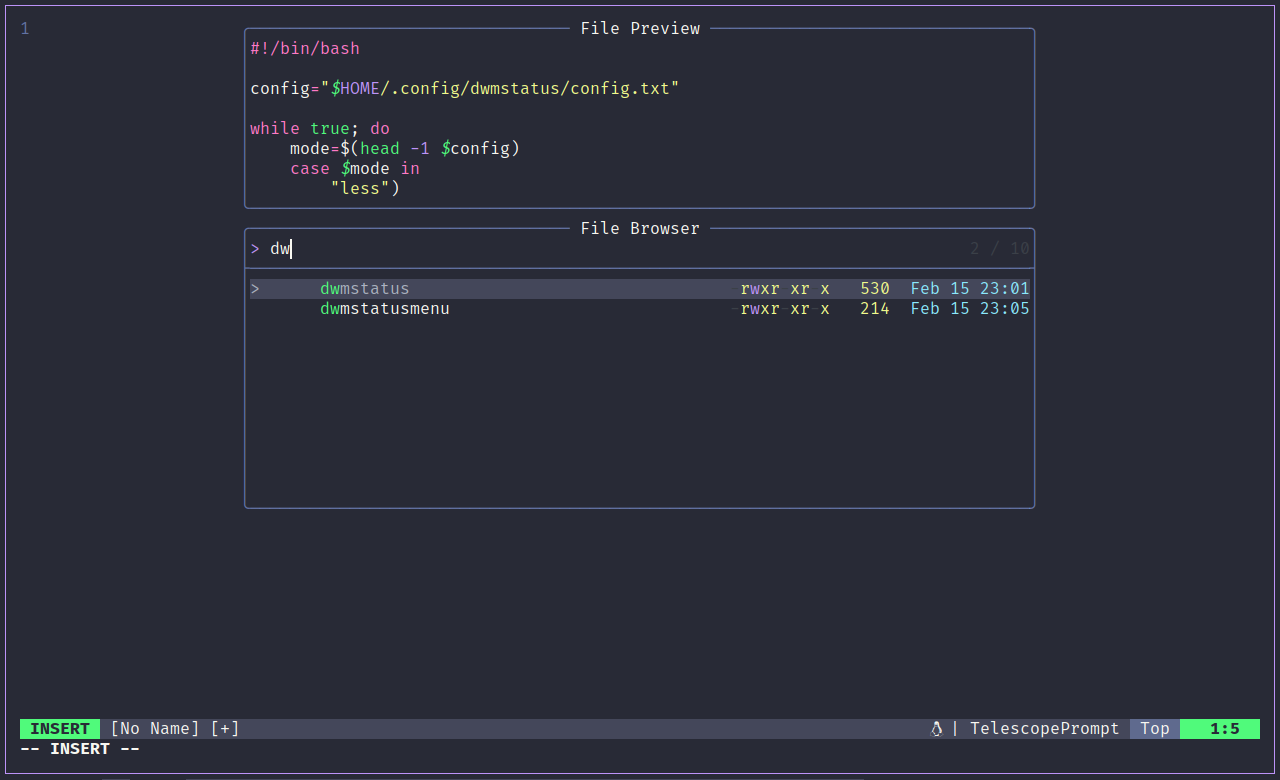 1
File Preview
#!/bin/bash
config="$HOME/.config/dwmstatus/config.txt"
while true; do
mode=$(head -1 $config)
case $mode in
"less")
File Browser
> dw 2 / 10
> dwmstatus -rwxr-xr-x 530 Feb 15 23:01
dwmstatusmenu -rwxr-xr-x 214 Feb 15 23:05
INSERT [No Name] [+] | TelescopePrompt Top 1:5
-- INSERT --